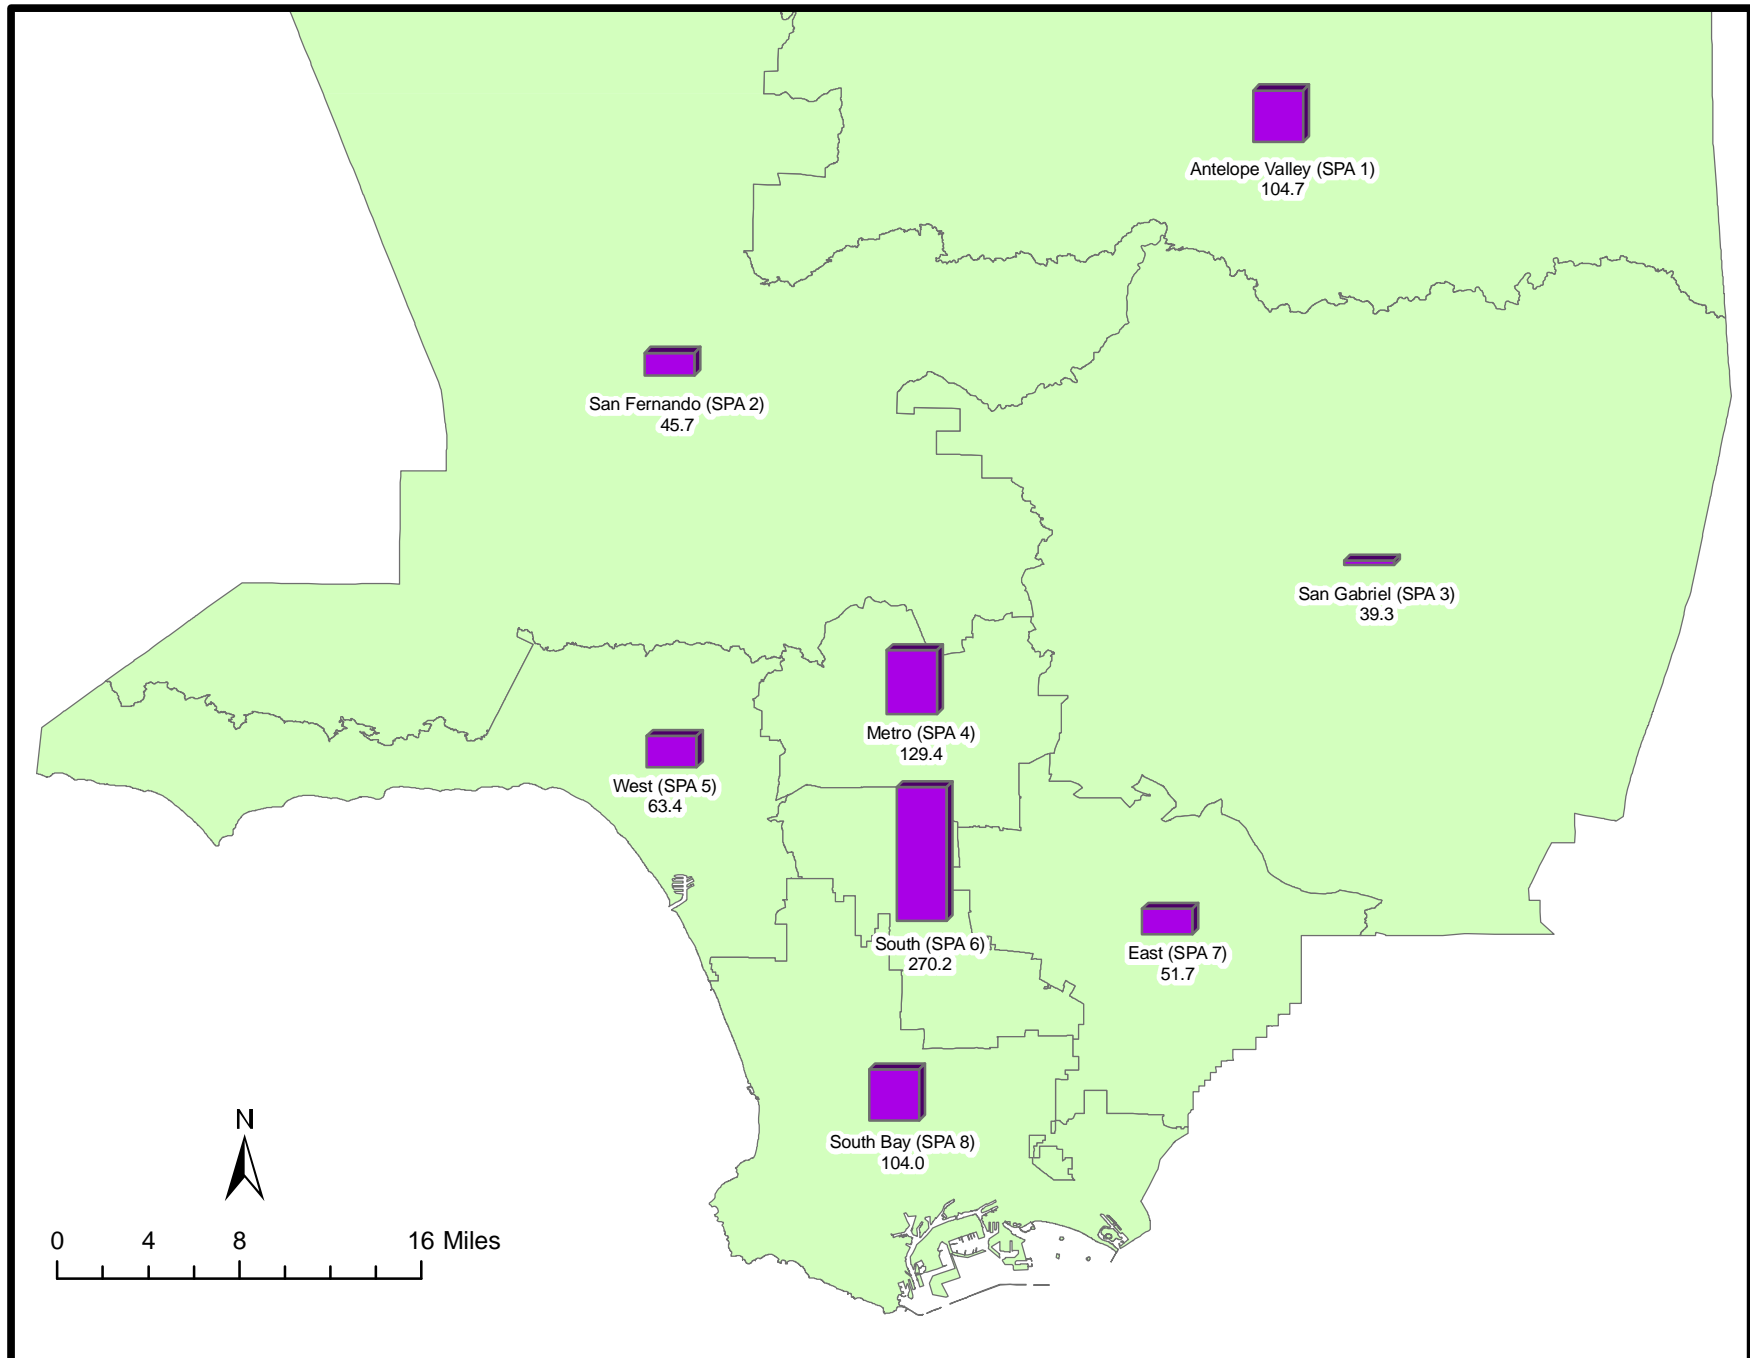 Antelope Valley (SPA 1)
104.7
San Fernando (SPA 2)
45.7
San Gabriel (SPA 3)
39.3
Metro (SPA 4)
129.4
West (SPA 5)
63.4
South (SPA 6)
270.2
East (SPA 7)
51.7
South Bay (SPA 8)
104.0
N
0 4 8 16 Miles